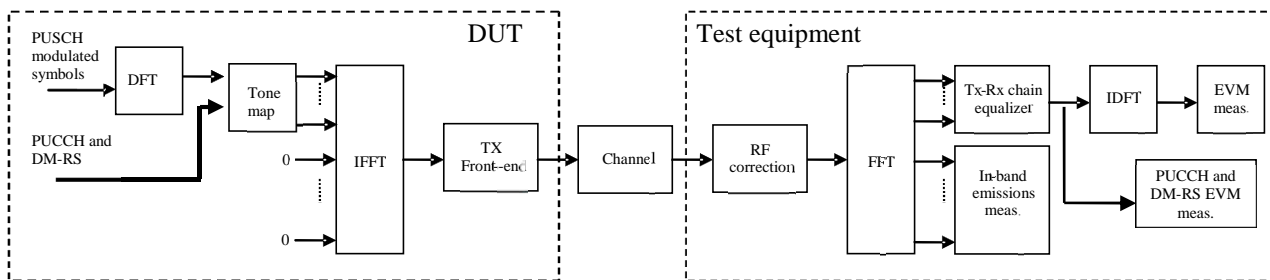 DUT
Test equipment
PUSCH
modulated
symbols
DFT
PUCCH and
DM-RS
Tone
map
0
0
IFFT
TX
Front-end
Channel
RF
correction
FFT
Tx-Rx chain
equalizer
In-band
emissions
meas.
IDFT
EVM
meas.
PUCCH and
DM-RS EVM
meas.